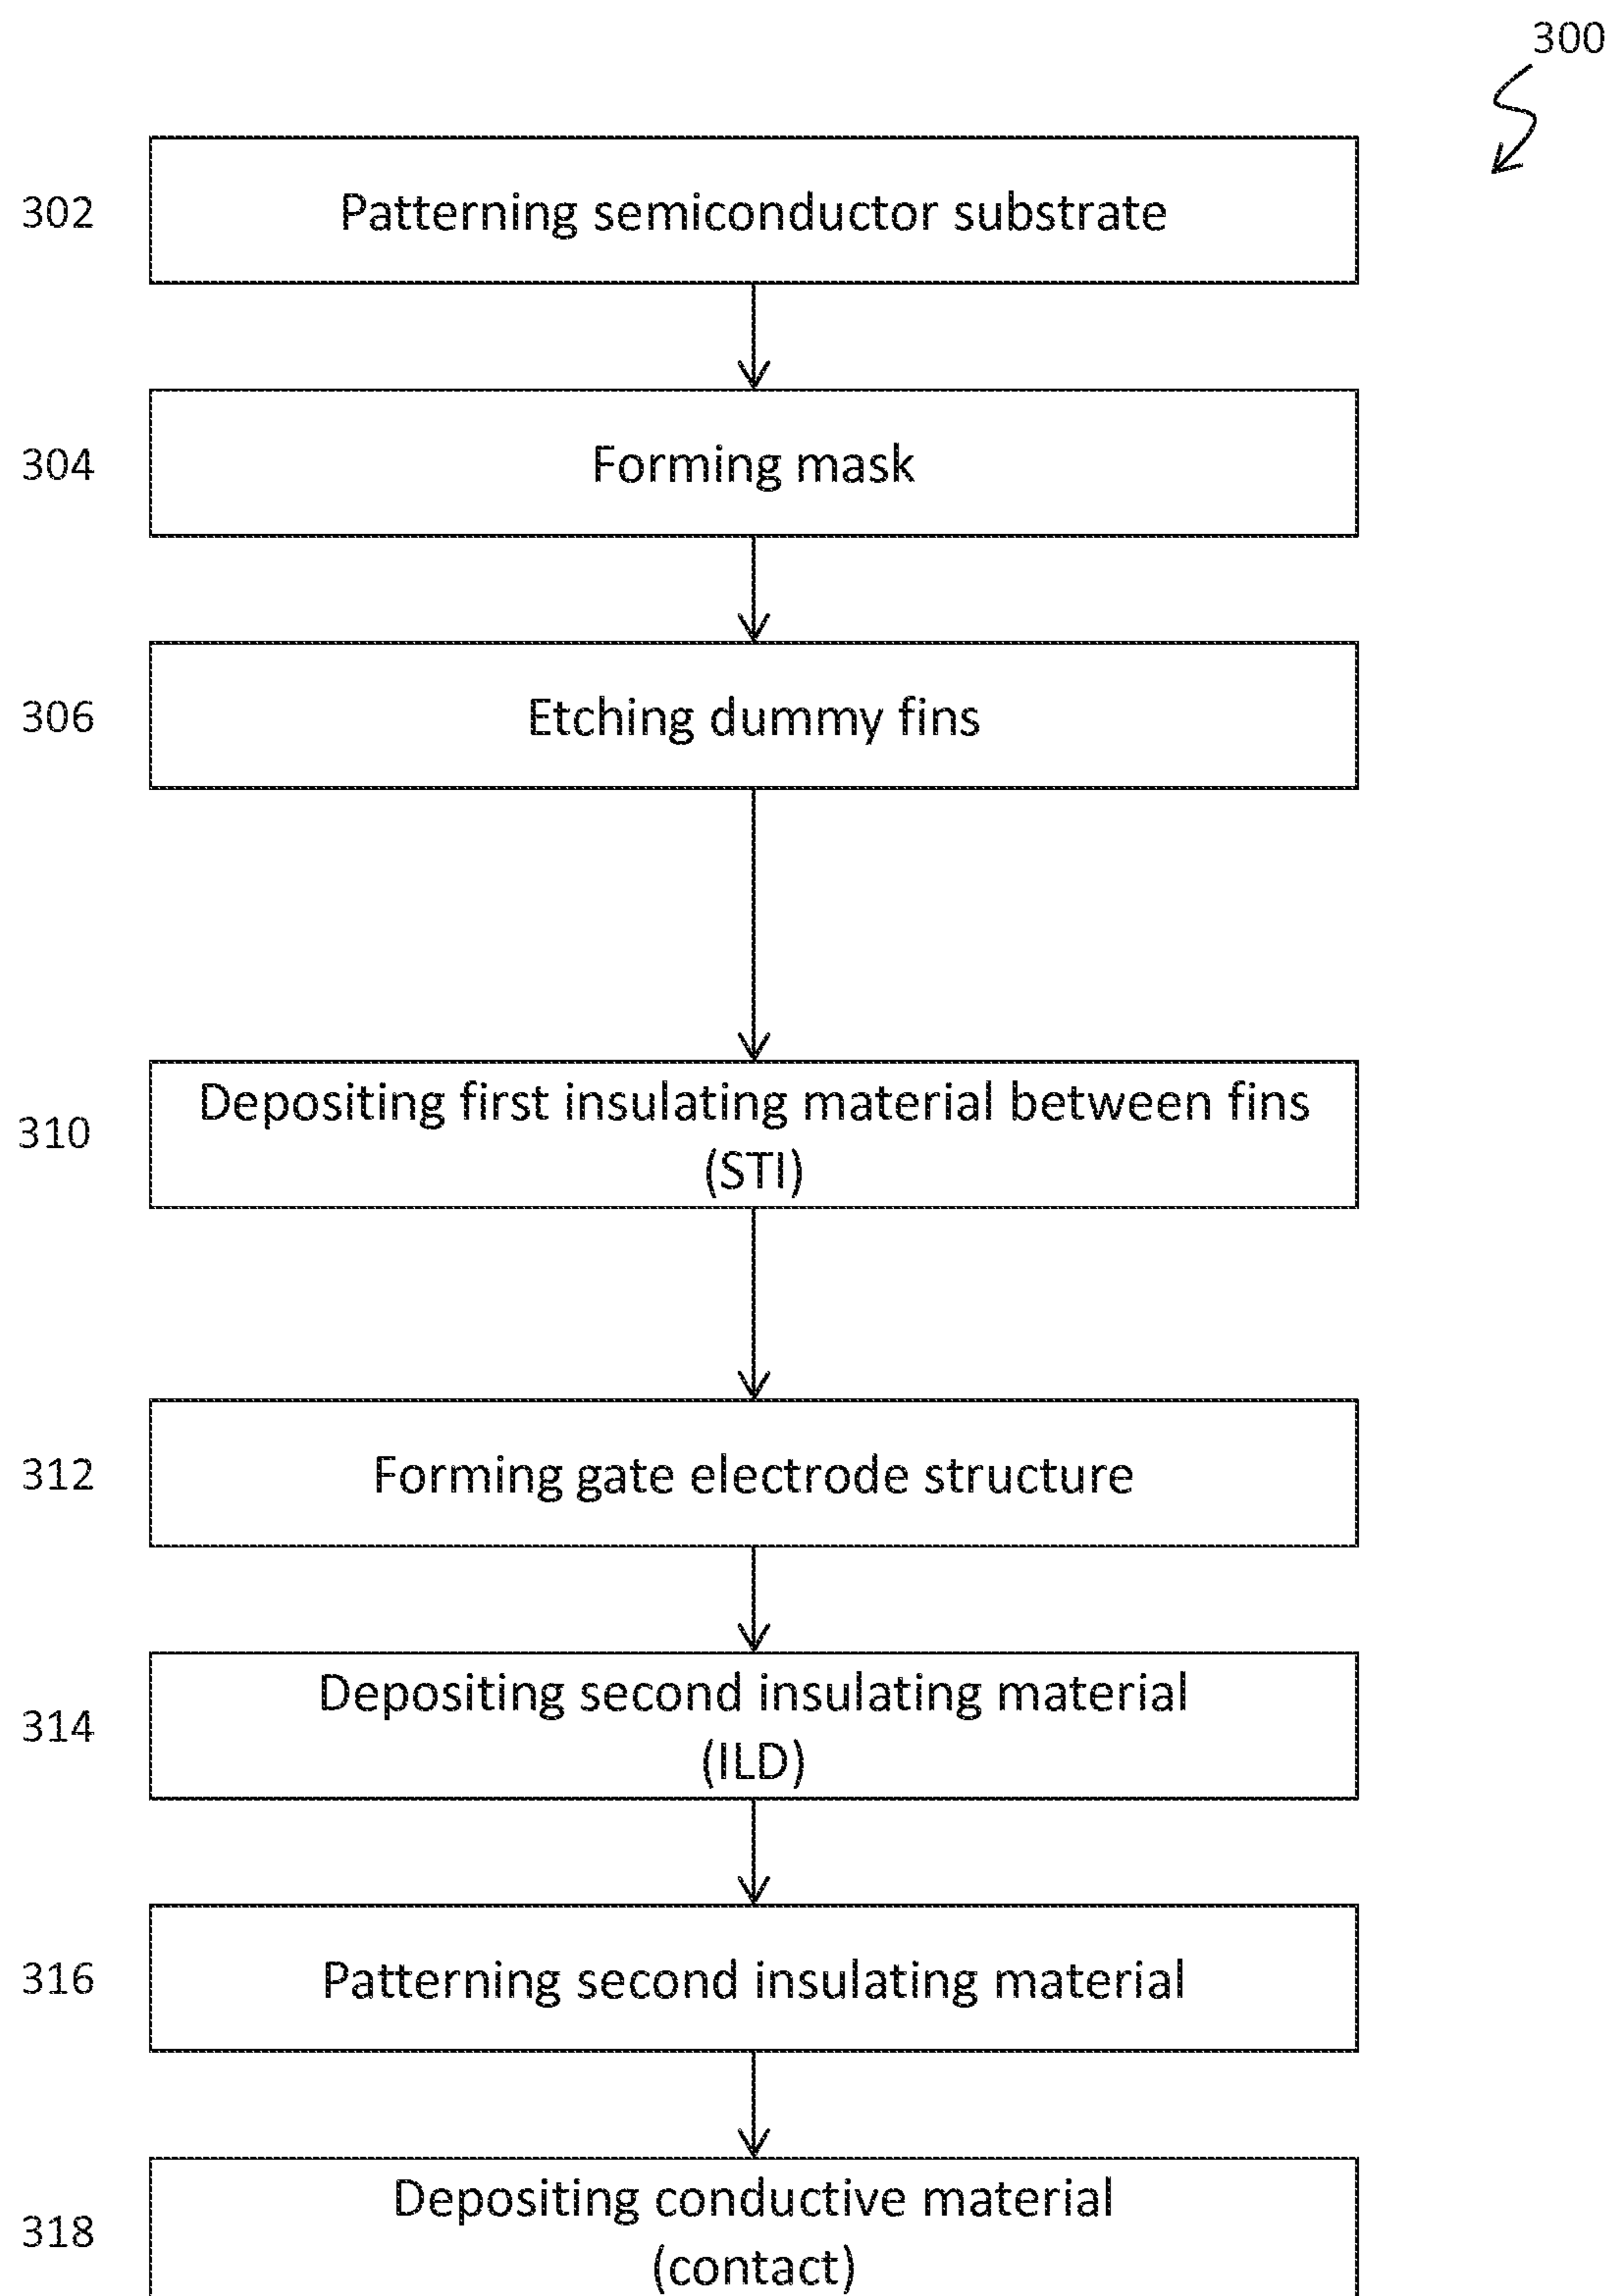 300
302
Patterning semiconductor substrate
304
Forming mask
306
Etching dummy fins
310
Depositing first insulating material between fins
(STI)
312
Forming gate electrode structure
314
Depositing second insulating material
(ILD)
316
Patterning second insulating material
318
Depositing conductive material
(contact)